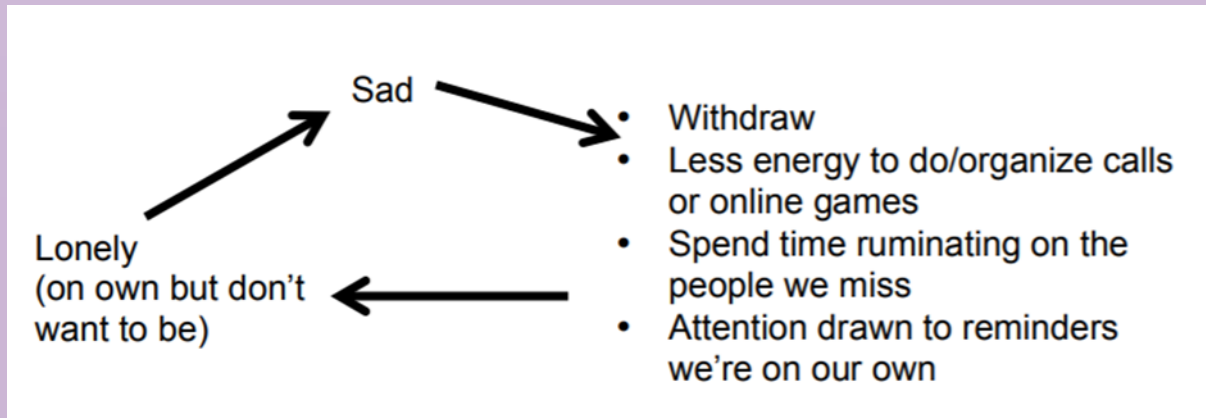 Sad
• Withdraw
• Less energy to do/organize calls
or online games
• Spend time ruminating on the
people we miss
• Attention drawn to reminders
we're on our own
Lonely
(on own but don't
want to be)